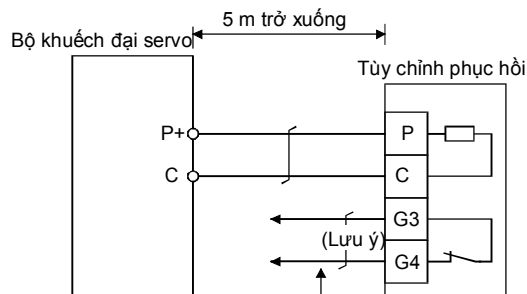 5 m trở xuống
Bộ khuếch đại servo
Tùy chỉnh phục hồi
P+
P
C
C
G3
(Lưu ý)
G4